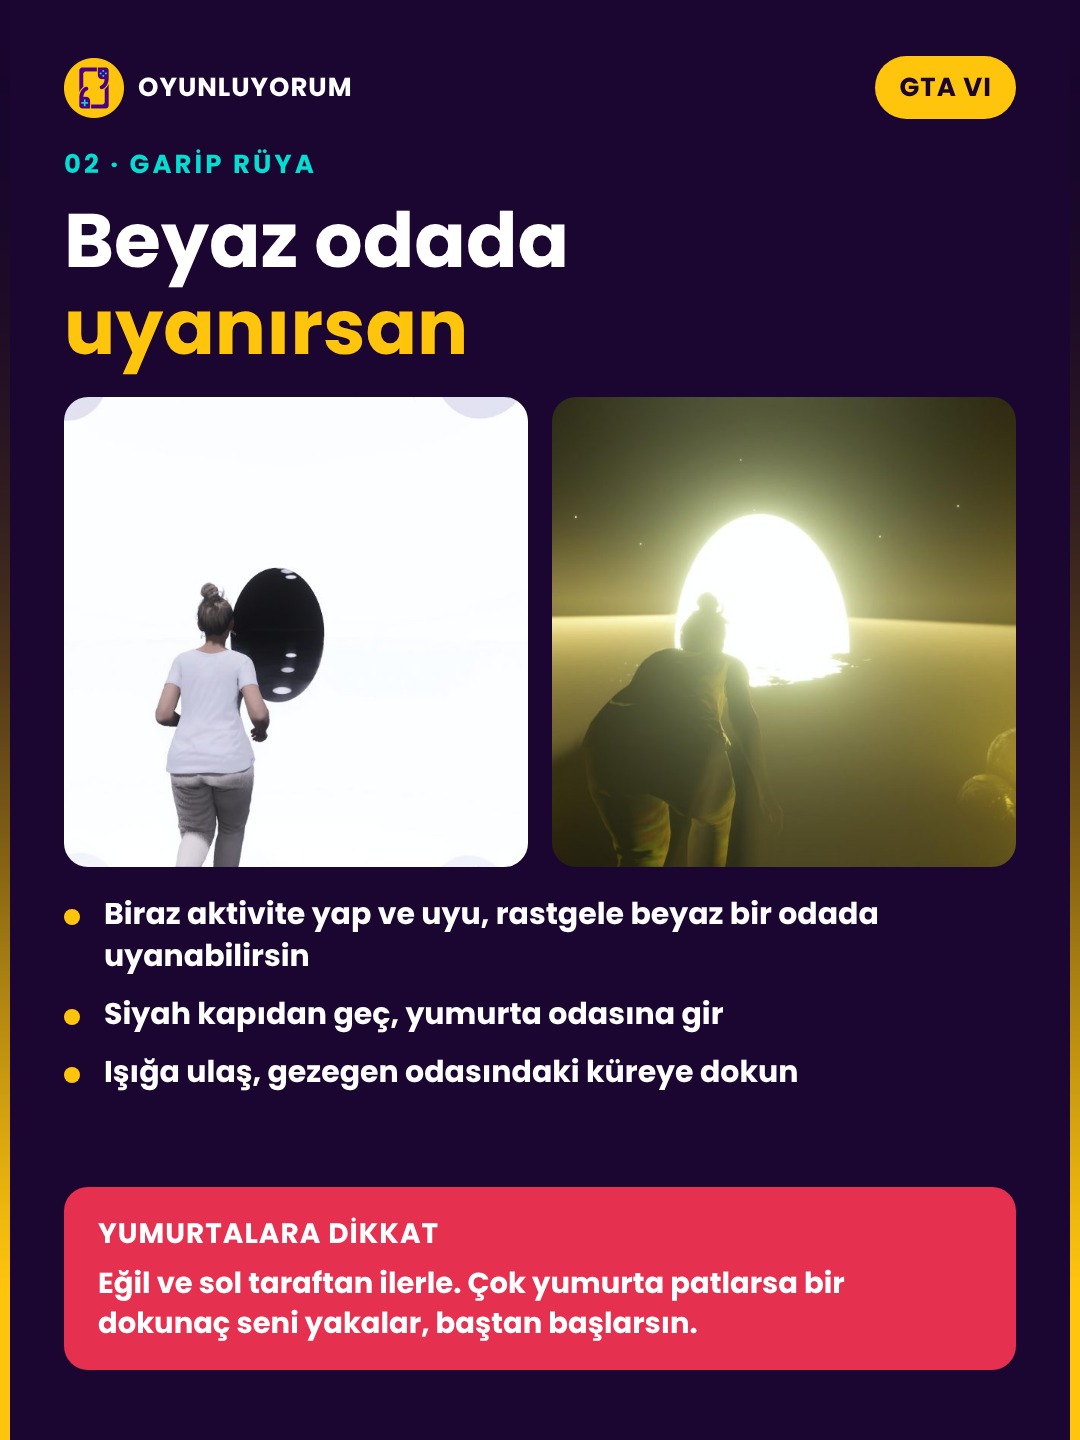 OYUNLUYORUM
GTA VI
02 · GARİP RÜYA
Beyaz odada
uyanırsan
Biraz aktivite yap ve uyu, rastgele beyaz bir odada
uyanabilirsin
Siyah kapıdan geç, yumurta odasına gir
Işığa ulaş, gezegen odasındaki küreye dokun
YUMURTALARA DİKKAT
Eğil ve sol taraftan ilerle. Çok yumurta patlarsa bir
dokunaç seni yakalar, baştan başlarsın.